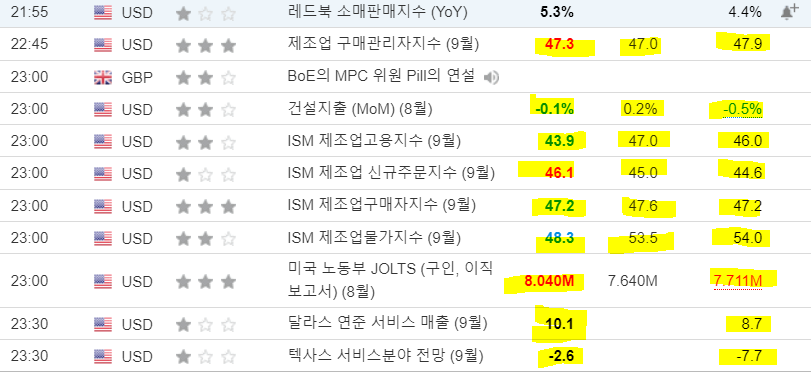 21:55 USD 레드북 소매판매지수 (YoY) 5.3% 4.4%
22:45 USD 제조업 구매관리자지수 (9월) 47.3 47.0 47.9
23:00 GBP BoE의 MPC 위원 Pill의 연설
23:00 USD 건설지출 (MoM) (8월) -0.1% 0.2% -0.5%
23:00 USD ISM 제조업고용지수 (9월) 43.9 47.0 46.0
23:00 USD ISM 제조업 신규주문지수 (9월) 46.1 45.0 44.6
23:00 USD ISM 제조업구매자지수 (9월) 47.2 47.6 47.2
23:00 USD ISM 제조업물가지수 (9월) 48.3 53.5 54.0
23:00 USD 미국 노동부 JOLTS (구인, 이직 8.040M 7.640M 7.711M
보고서) (8월)
23:30 USD 달라스 연준 서비스 매출 (9월) 10.1 8.7
23:30 USD 텍사스 서비스분야 전망 (9월) -2.6 -7.7